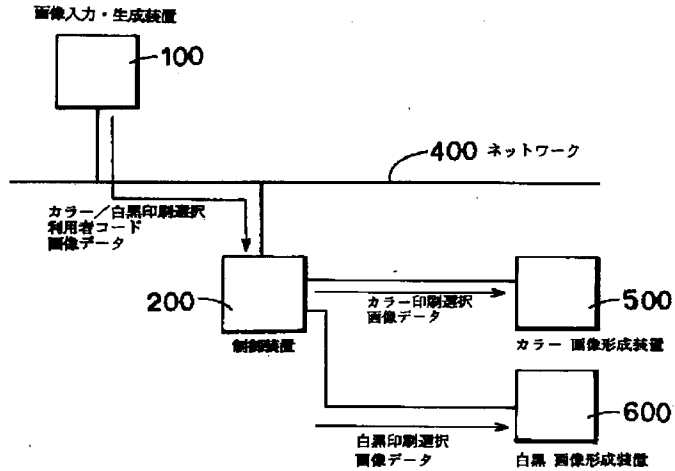 画像入力・生成装置
100
400 ネットワーク
カラー／白黒印刷選択
利用者コード
画像データ
200
制御装置
カラー印刷選択
画像データ
500
カラー 画像形成装置
600
白黒印刷選択
画像データ
白黒 画像形成装置